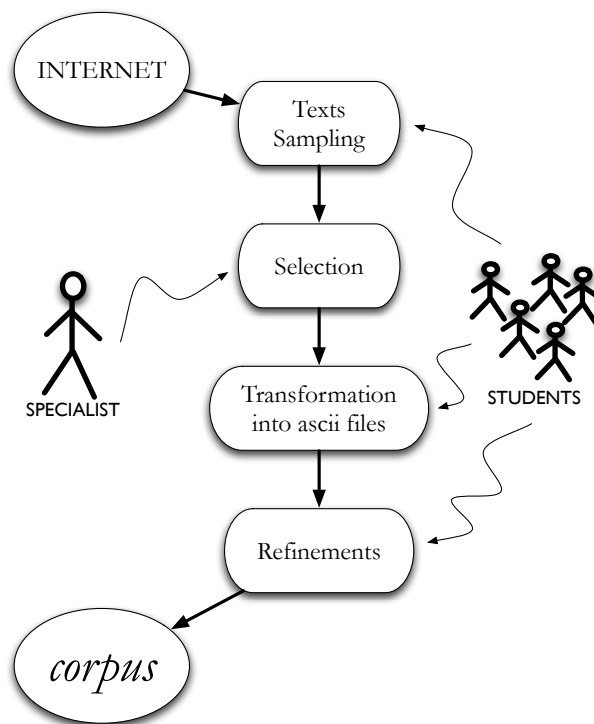 INTERNET
Texts
Sampling
Selection
SPECIALIST
Transformation
into ascii files
STUDENTS
Refinements
corpus